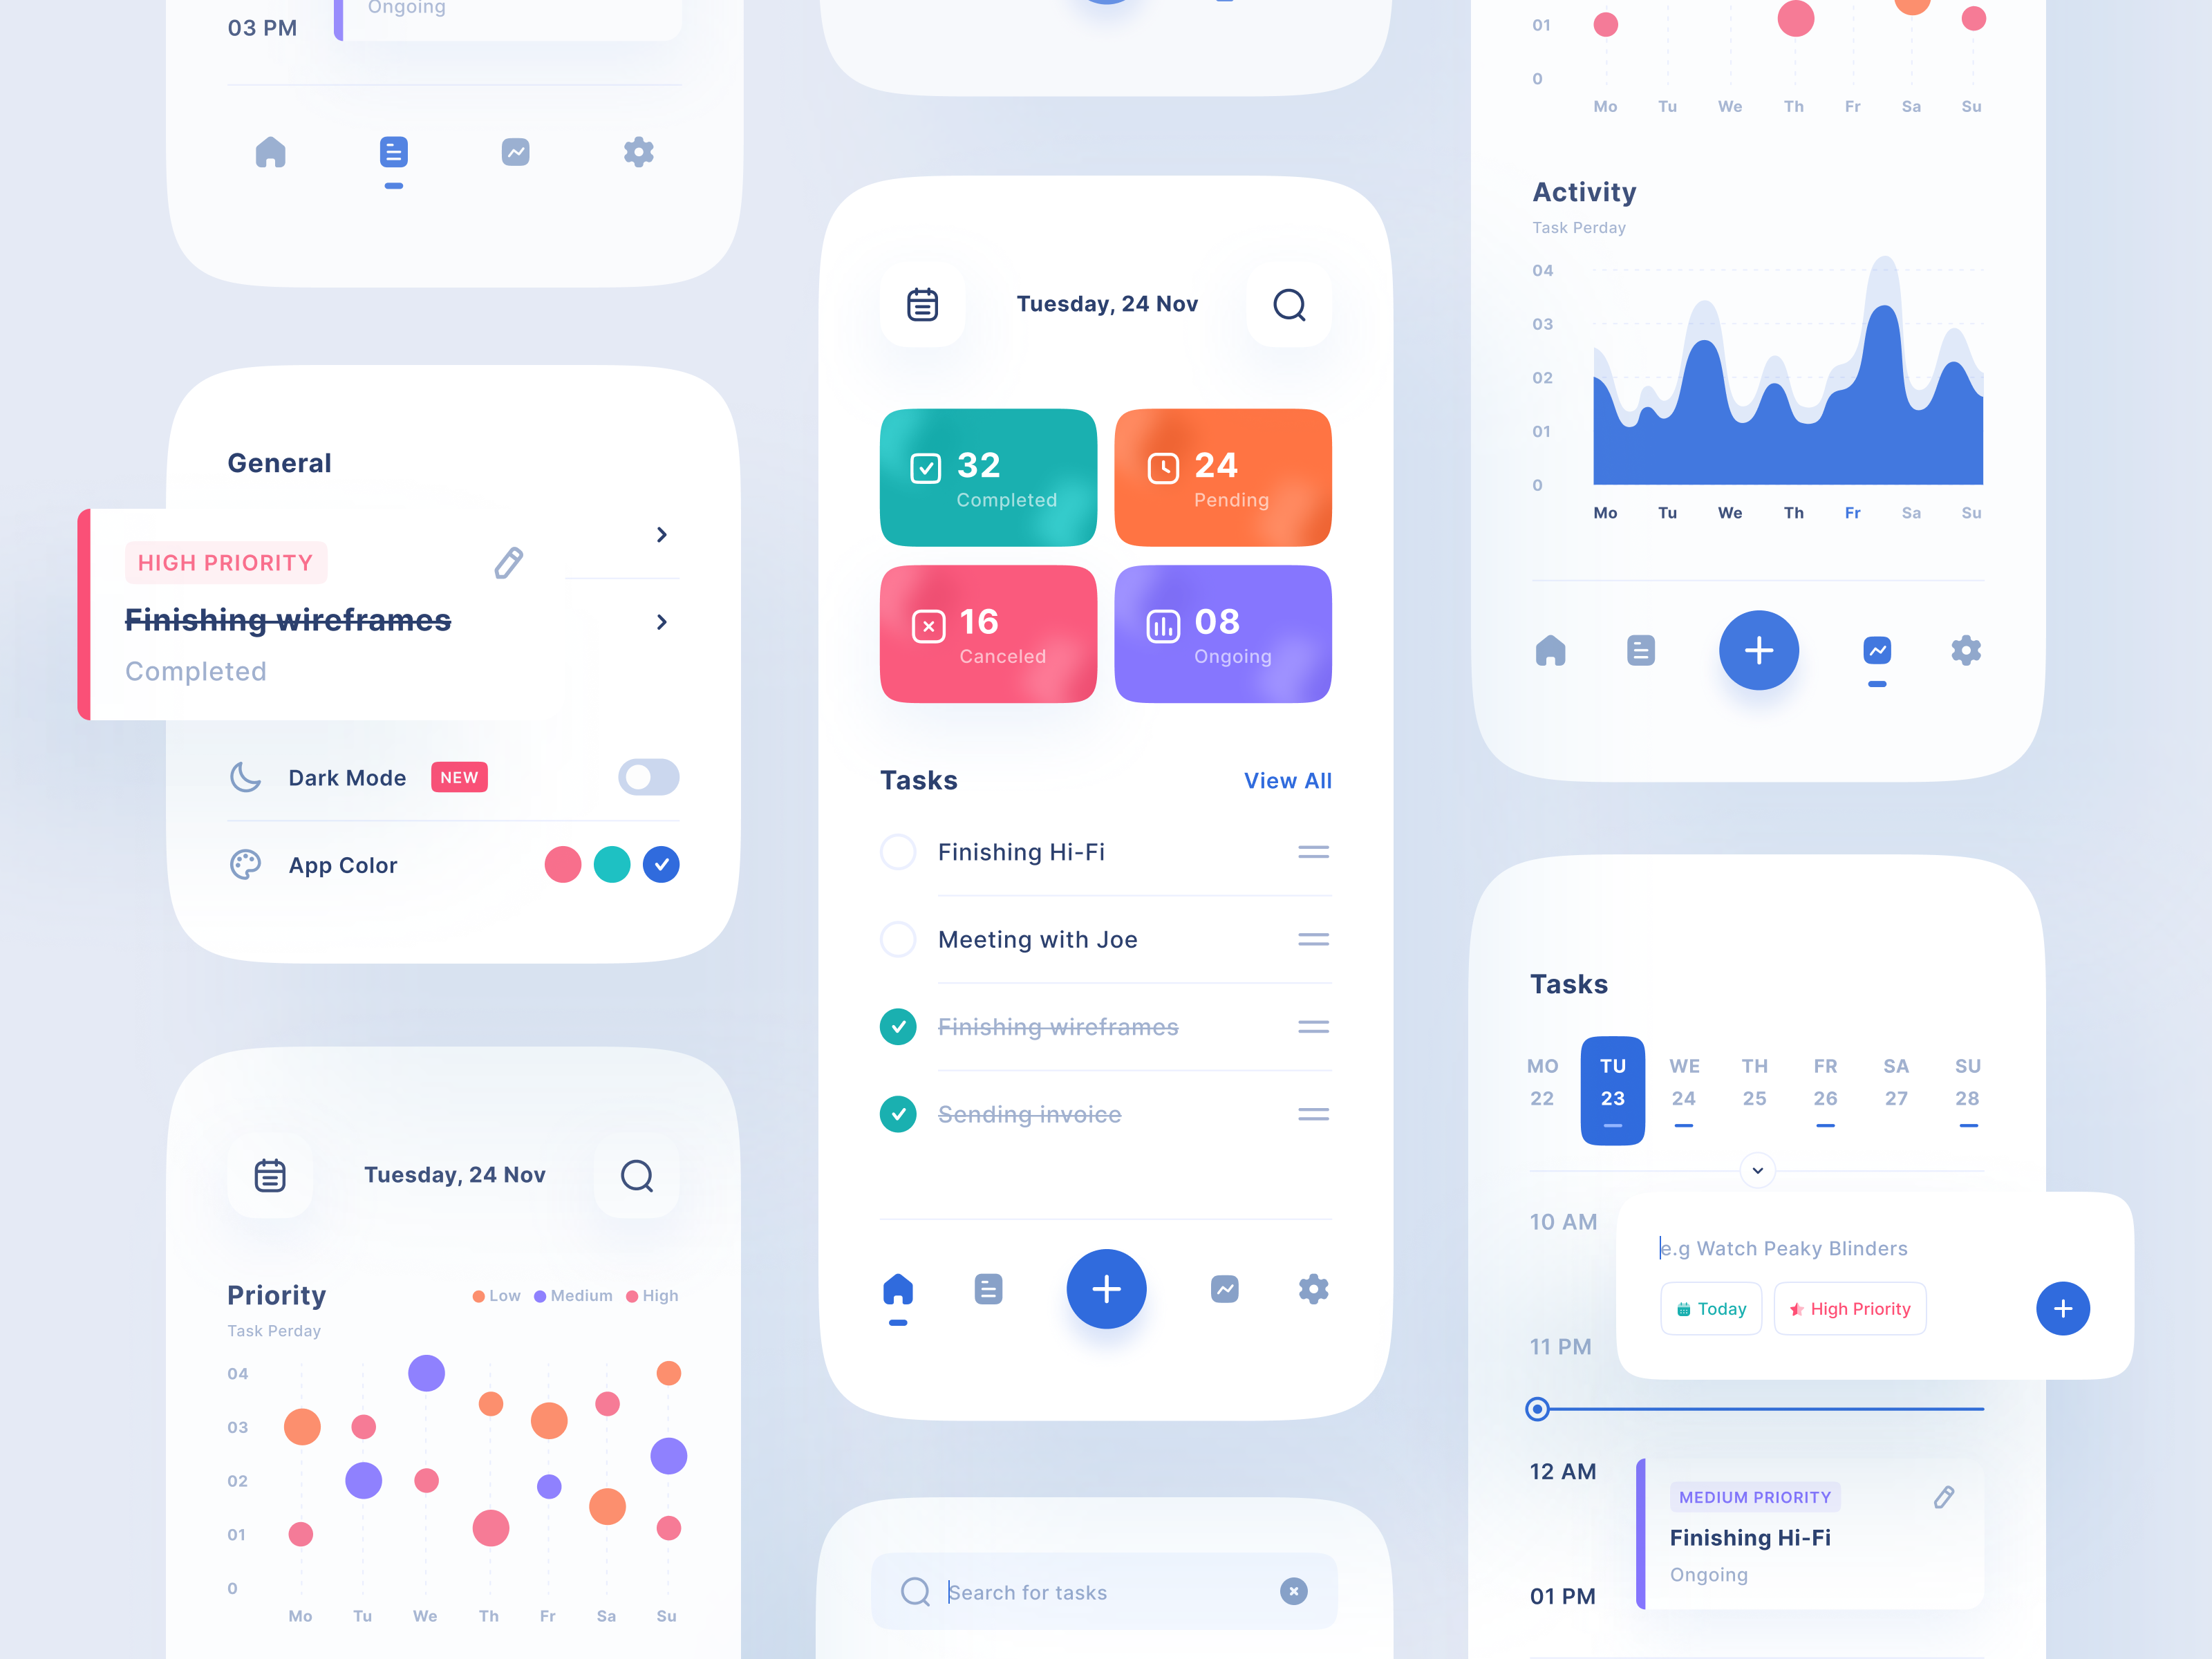 Ongoing
03 PM
General
HIGH PRIORITY
Finishing wireframes
Completed
Dark Mode NEW
App Color
Tuesday, 24 Nov
Priority
Low Medium High
Task Perday
04
03
02
01
0
Mo Tu We Th Fr Sa Su
Tuesday, 24 Nov
32
Completed
24
Pending
16
Canceled
08
Ongoing
Tasks
View All
Finishing Hi-Fi
Meeting with Joe
Finishing wireframes
Sending invoice
Search for tasks
01
0
Mo Tu We Th Fr Sa Su
Activity
Task Perday
04
03
02
01
0
Mo Tu We Th Fr Sa Su
Tasks
MO TU WE TH FR SA SU
22 23 24 25 26 27 28
10 AM
e.g Watch Peaky Blinders
Today High Priority
11 PM
12 AM
MEDIUM PRIORITY
Finishing Hi-Fi
Ongoing
01 PM